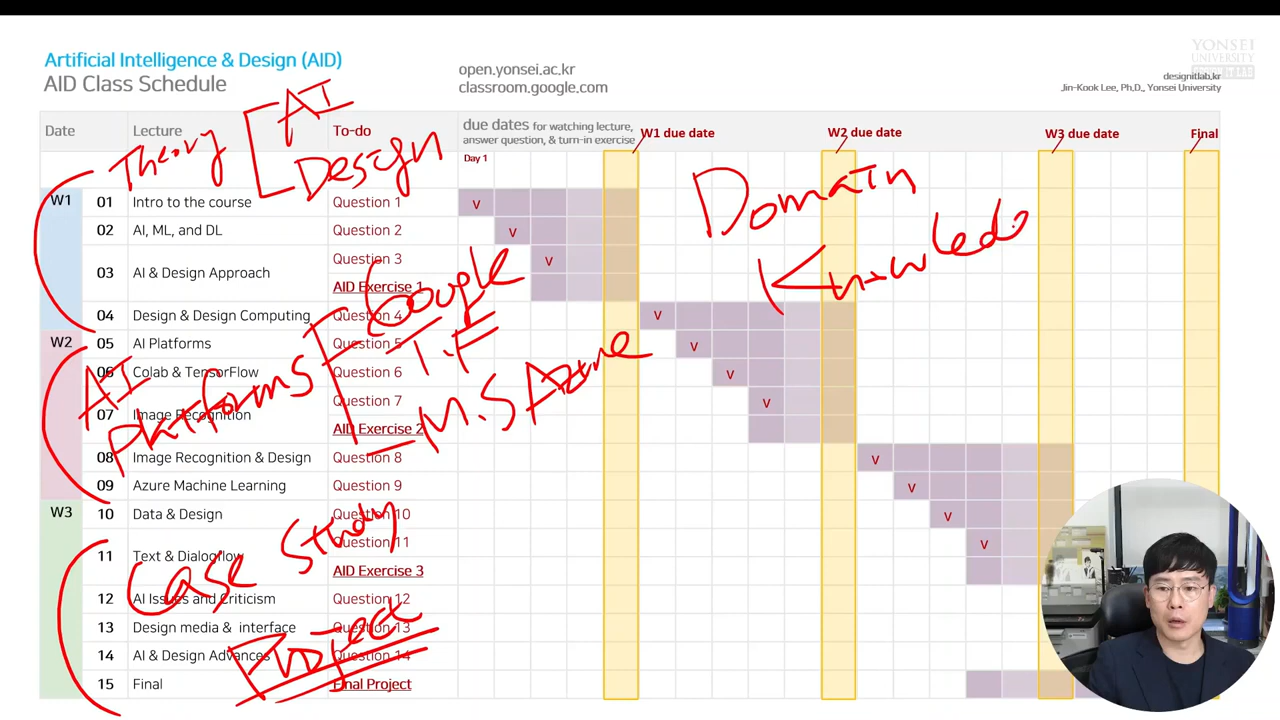 Artificial Intelligence & Design (AID)
AID Class Schedule
open.yonsei.ac.kr
classroom.google.com
YONSEI
UNIVERSITY
DESIGN IT LAB
designitlab.kr
Jin-Kook Lee, Ph.D., Yonsei University
Date Lecture To-do due dates for watching lecture,
answer question, & turn-in exercise
W1 due date W2 due date W3 due date Final
Day 1
Theory AI
Design
Domain
Knowledo
W1 01 Intro to the course Question 1 v
02 AI, ML, and DL Question 2 v
03 AI & Design Approach Question 3 v
AID Exercise 1
04 Design & Design Computing Question 4 v
W2 05 AI Platforms Question 5 v
06 Colab & TensorFlow Question 6 v
07 Image Recognition Question 7 v
AID Exercise 2
08 Image Recognition & Design Question 8 v
09 Azure Machine Learning Question 9 v
W3 10 Data & Design Question 10 v
11 Text & Dialogflow Question 11 v
AID Exercise 3
12 AI Issues and Criticism Question 12
13 Design media & interface Question 13
14 AI & Design Advances Question 14
15 Final Final Project
AI
Platforms
Google
T.F
M.S Azure
Case Study
Project